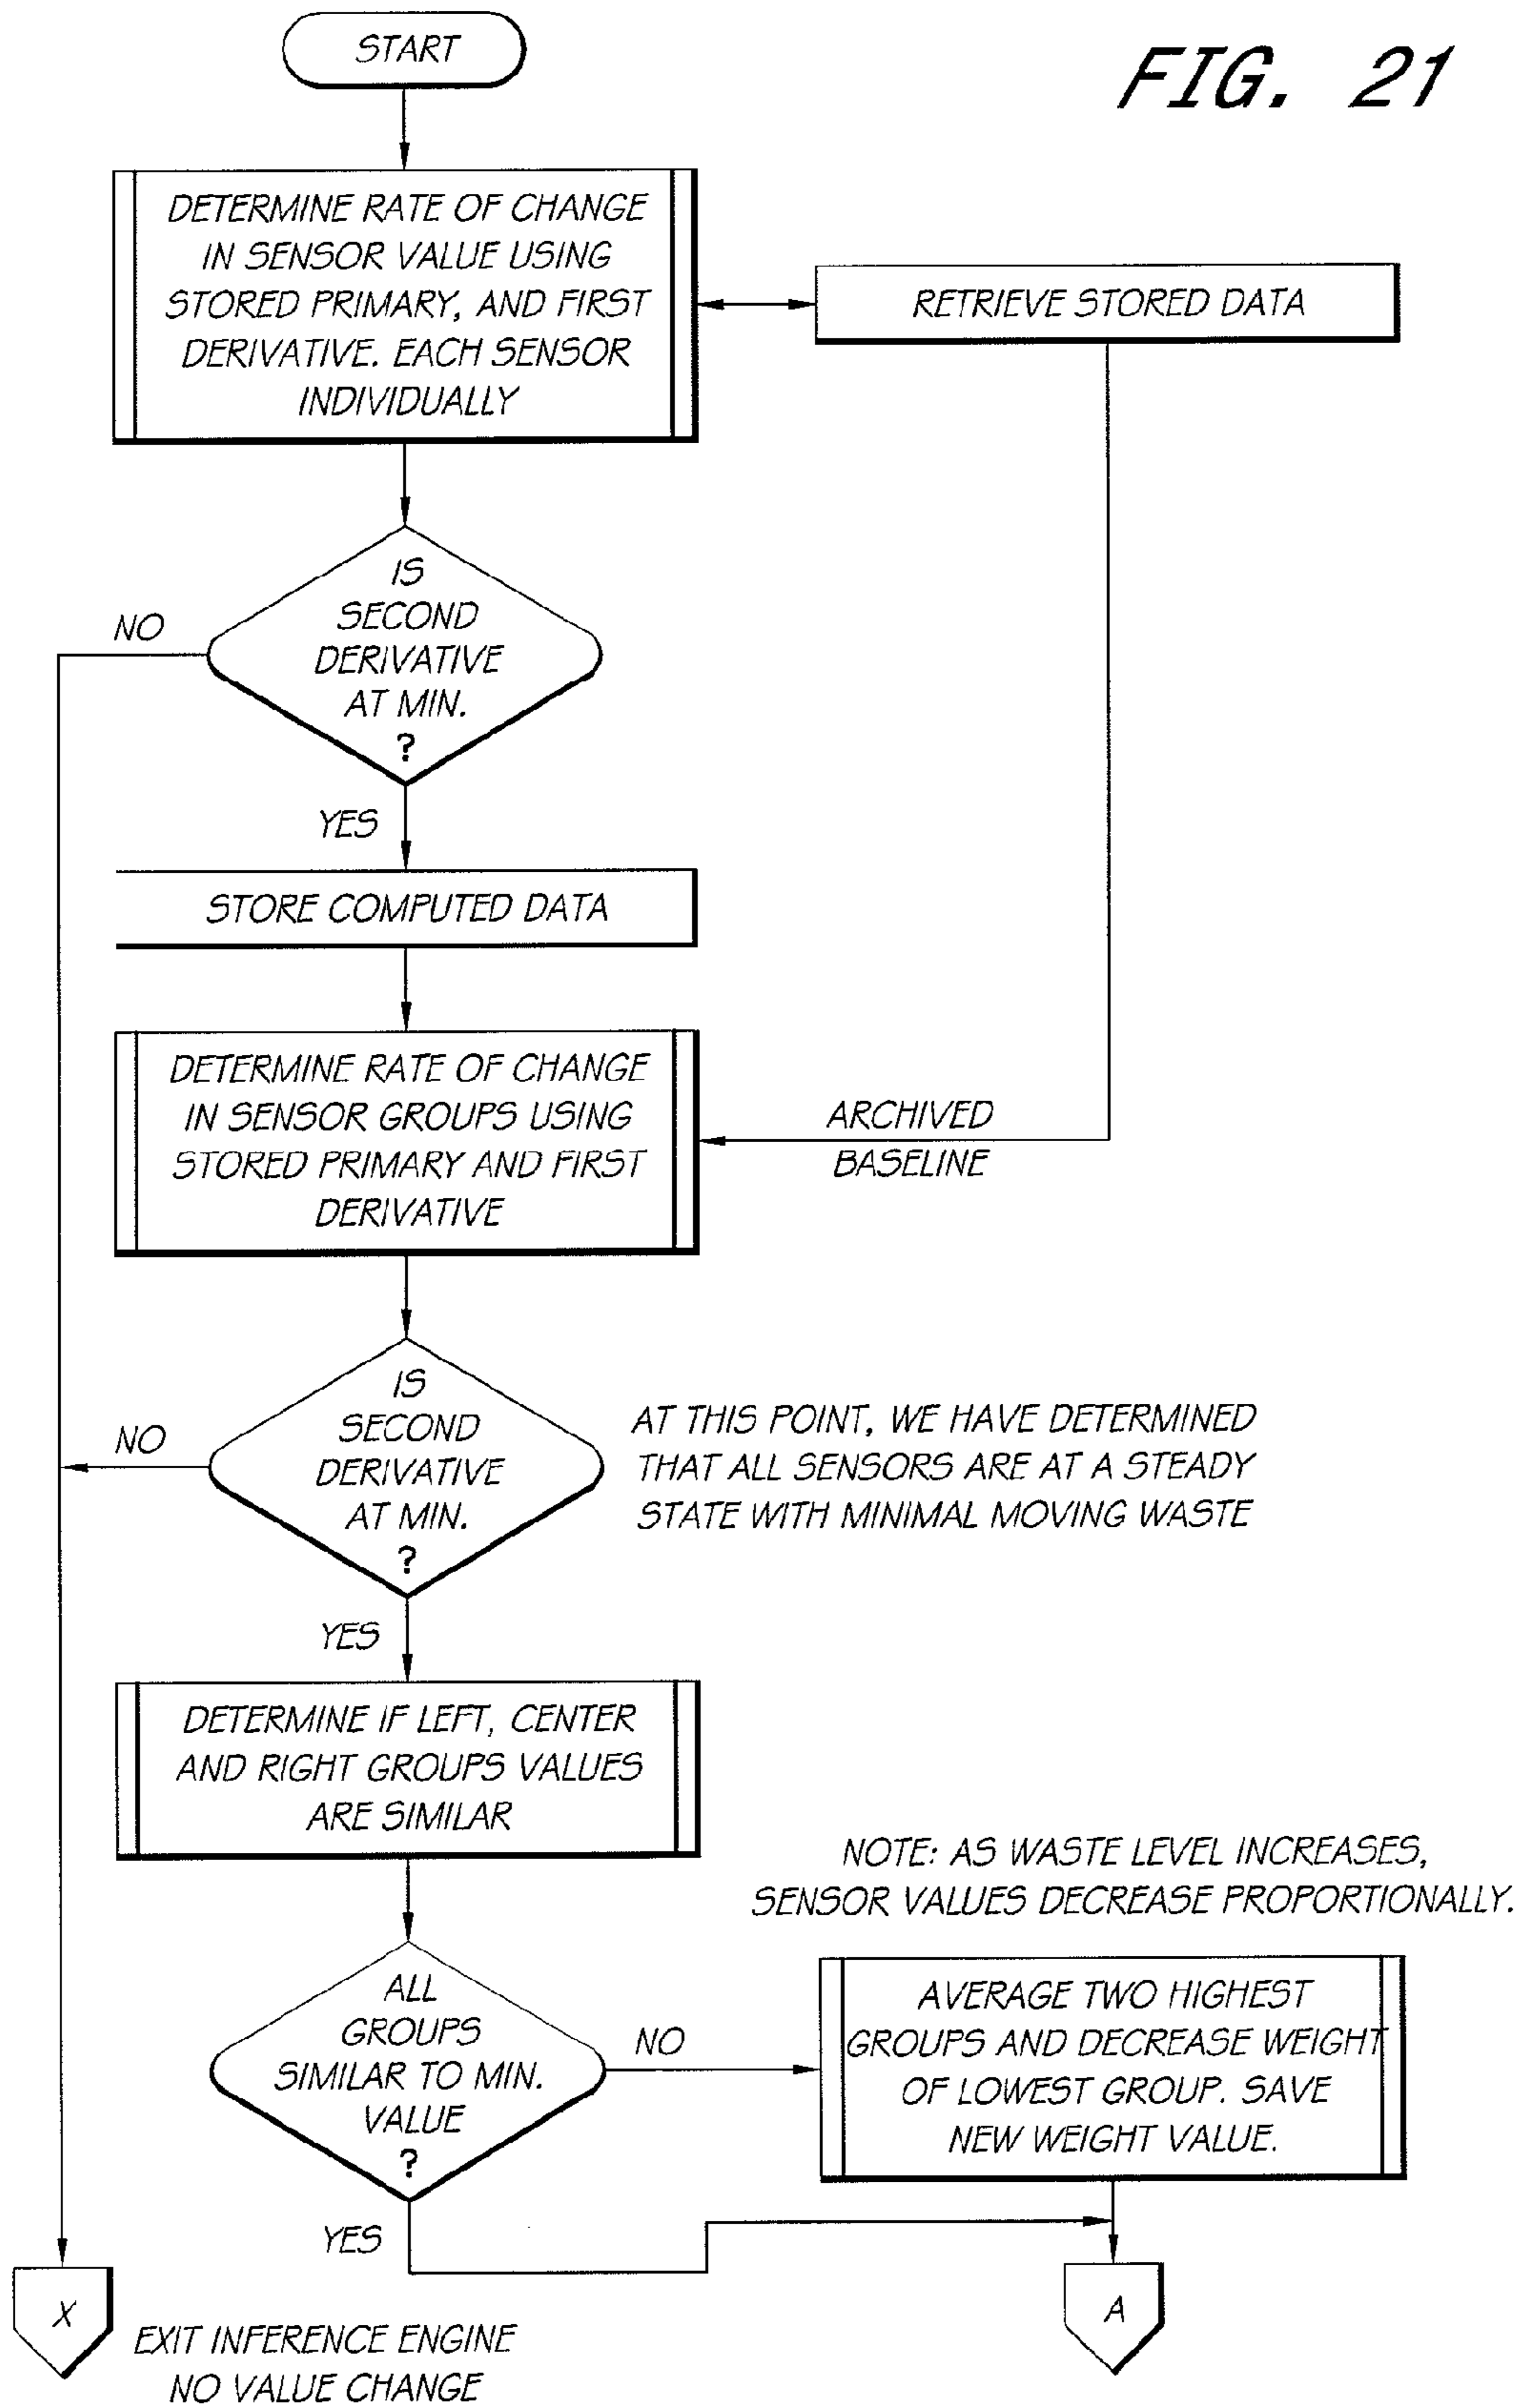 START
FIG. 21
DETERMINE RATE OF CHANGE
IN SENSOR VALUE USING
STORED PRIMARY, AND FIRST
DERIVATIVE. EACH SENSOR
INDIVIDUALLY
RETRIEVE STORED DATA
IS
SECOND
DERIVATIVE
AT MIN.
?
NO
YES
STORE COMPUTED DATA
DETERMINE RATE OF CHANGE
IN SENSOR GROUPS USING
STORED PRIMARY AND FIRST
DERIVATIVE
ARCHIVED
BASELINE
IS
SECOND
DERIVATIVE
AT MIN.
?
NO
AT THIS POINT, WE HAVE DETERMINED
THAT ALL SENSORS ARE AT A STEADY
STATE WITH MINIMAL MOVING WASTE
YES
DETERMINE IF LEFT, CENTER
AND RIGHT GROUPS VALUES
ARE SIMILAR
NOTE: AS WASTE LEVEL INCREASES,
SENSOR VALUES DECREASE PROPORTIONALLY.
ALL
GROUPS
SIMILAR TO MIN.
VALUE
?
NO
AVERAGE TWO HIGHEST
GROUPS AND DECREASE WEIGHT
OF LOWEST GROUP. SAVE
NEW WEIGHT VALUE.
YES
X
EXIT INFERENCE ENGINE
NO VALUE CHANGE
A